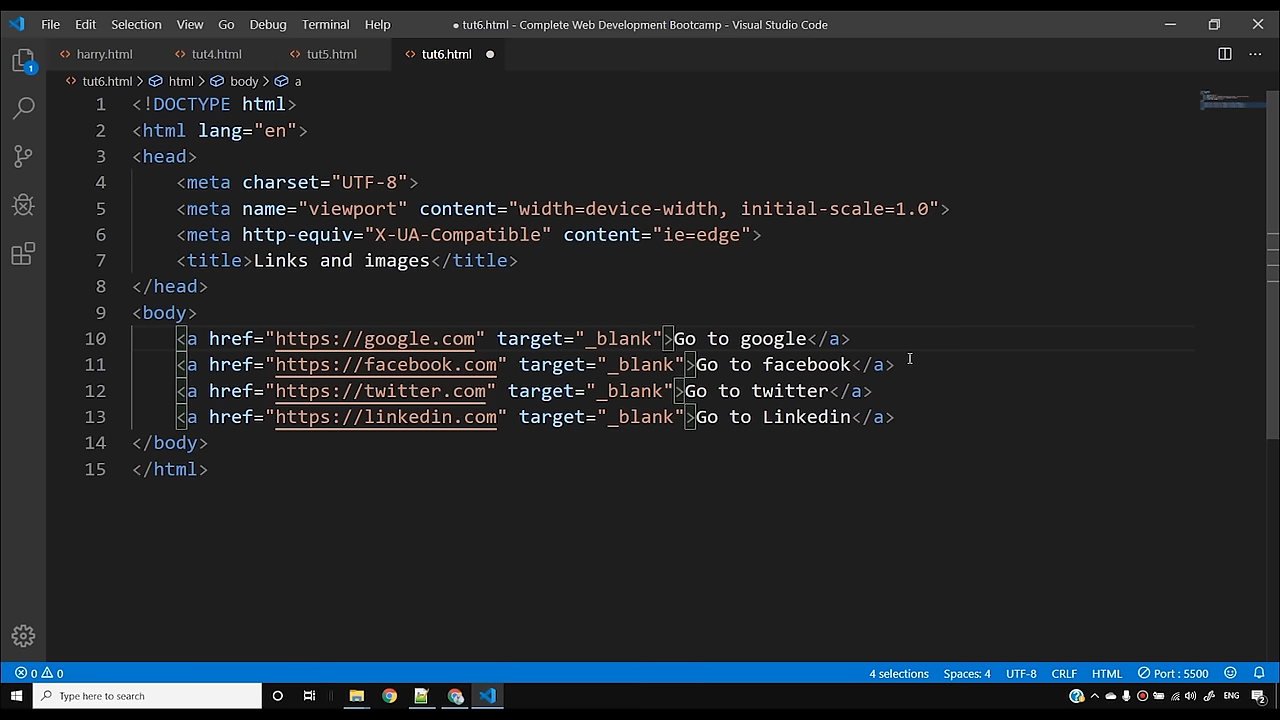 File Edit Selection View Go Debug Terminal Help ● tut6.html - Complete Web Development Bootcamp - Visual Studio Code
harry.html tut4.html tut5.html tut6.html ●
tut6.html > html > body > a
1 <!DOCTYPE html>
2 <html lang="en">
3 <head>
4 <meta charset="UTF-8">
5 <meta name="viewport" content="width=device-width, initial-scale=1.0">
6 <meta http-equiv="X-UA-Compatible" content="ie=edge">
7 <title>Links and images</title>
8 </head>
9 <body>
10 <a href="https://google.com" target="_blank">Go to google</a>
11 <a href="https://facebook.com" target="_blank">Go to facebook</a>
12 <a href="https://twitter.com" target="_blank">Go to twitter</a>
13 <a href="https://linkedin.com" target="_blank">Go to Linkedin</a>
14 </body>
15 </html>
1
0 0 4 selections Spaces: 4 UTF-8 CRLF HTML Port : 5500
Type here to search ENG 2